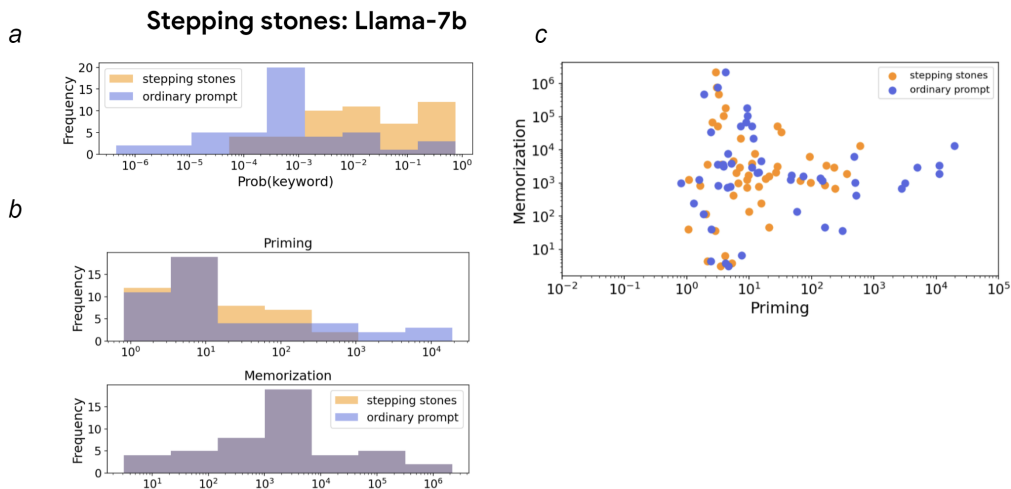 Stepping stones: Llama-7b
a
Frequency
20
15
10
5
0
stepping stones
ordinary prompt
10⁻⁶ 10⁻⁵ 10⁻⁴ 10⁻³ 10⁻² 10⁻¹ 10⁰
Prob(keyword)
b
Priming
Frequency
15
10
5
0
10⁰ 10¹ 10² 10³ 10⁴
Memorization
Frequency
15
10
5
0
stepping stones
ordinary prompt
10¹ 10² 10³ 10⁴ 10⁵ 10⁶
c
Memorization
10⁶
10⁵
10⁴
10³
10²
10¹
stepping stones
ordinary prompt
10⁻² 10⁻¹ 10⁰ 10¹ 10² 10³ 10⁴ 10⁵
Priming